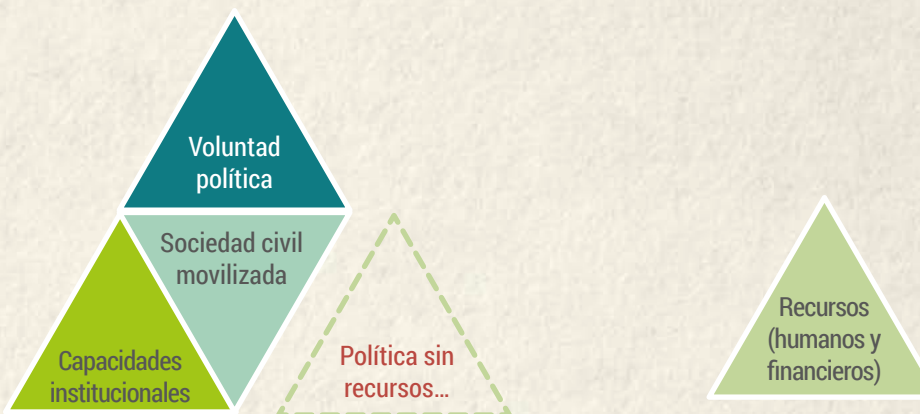 Voluntad
política
Sociedad civil
movilizada
Capacidades
institucionales
Política sin
recursos...
Recursos
(humanos y
financieros)